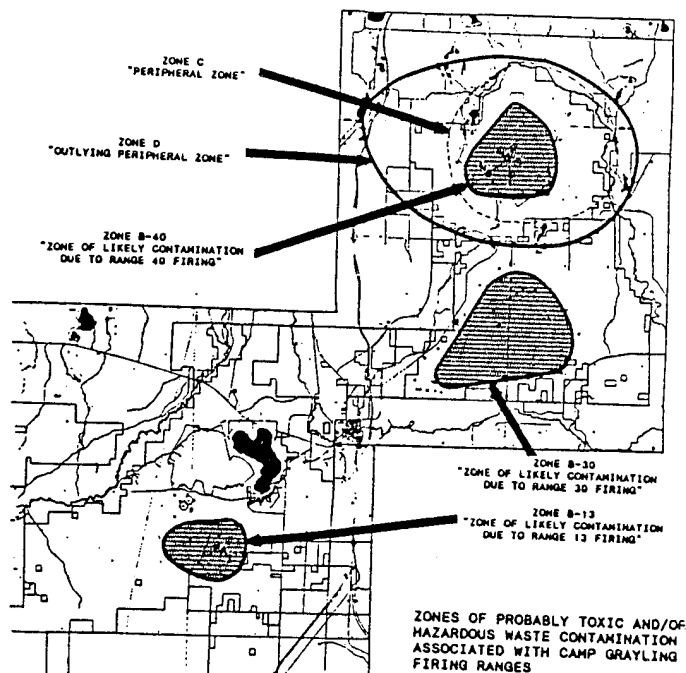 ZONE C
"PERIPHERAL ZONE"
ZONE D
"OUTLYING PERIPHERAL ZONE"
ZONE B-40
"ZONE OF LIKELY CONTAMINATION
DUE TO RANGE 40 FIRING"
ZONE B-30
"ZONE OF LIKELY CONTAMINATION
DUE TO RANGE 30 FIRING"
ZONE B-13
"ZONE OF LIKELY CONTAMINATION
DUE TO RANGE 13 FIRING"
ZONES OF PROBABLY TOXIC AND/OR
HAZARDOUS WASTE CONTAMINATION
ASSOCIATED WITH CAMP GRAYLING
FIRING RANGES